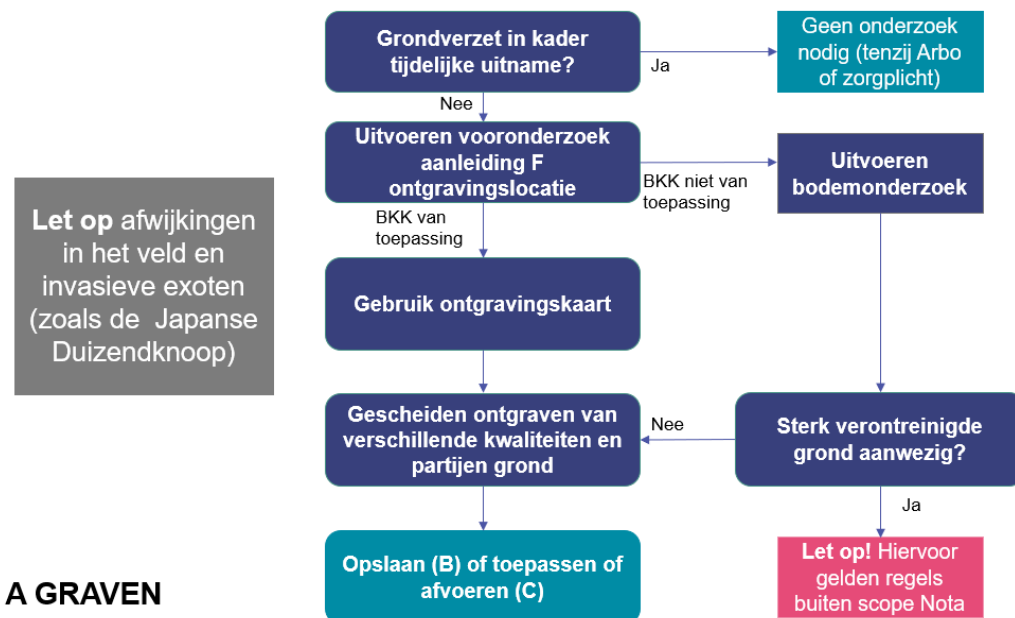 Grondverzet in kader
tijdelijke uitname?
Ja
Geen onderzoek
nodig (tenzij Arbo
of zorgplicht)
Nee
Uitvoeren vooronderzoek
aanleiding F
ontgravingslocatie
BKK niet van
toepassing
Uitvoeren
bodemonderzoek
Let op afwijkingen
in het veld en
invasieve exoten
(zoals de Japanse
Duizendknoop)
BKK van
toepassing
Gebruik ontgravingskaart
Gescheiden ontgraven van
verschillende kwaliteiten en
partijen grond
Nee
Sterk verontreinigde
grond aanwezig?
Ja
Opslaan (B) of toepassen of
afvoeren (C)
Let op! Hiervoor
gelden regels
buiten scope Nota
A GRAVEN